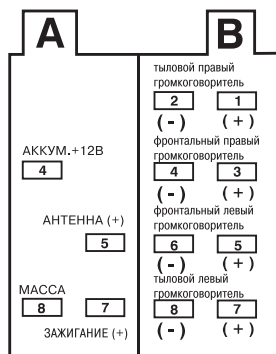 A
АККУМ.+12В
4
АНТЕННА (+)
5
МАССА
8 7
ЗАЖИГАНИЕ (+)
B
тыловой правый
громкоговоритель
2 1
(-) (+)
фронтальный правый
громкоговоритель
4 3
(-) (+)
фронтальный левый
громкоговоритель
6 5
(-) (+)
тыловой левый
громкоговоритель
8 7
(-) (+)